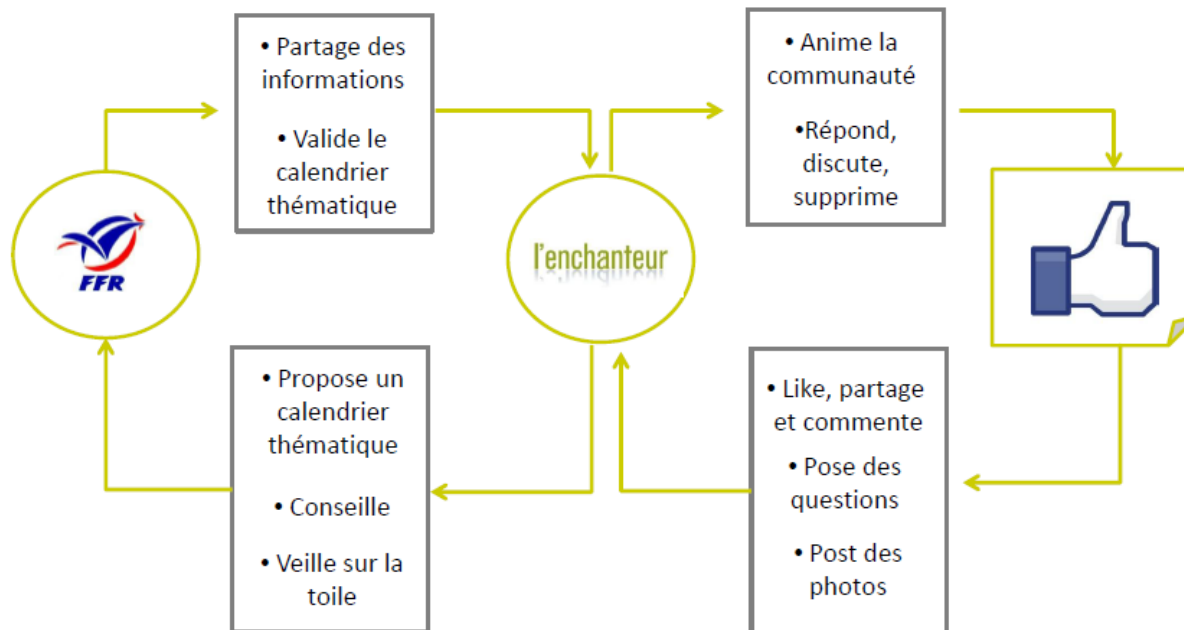 • Partage des
informations
• Valide le
calendrier
thématique
• Anime la
communauté
•Répond,
discute,
supprime
FFR
l'enchanteur
• Propose un
calendrier
thématique
• Conseille
• Veille sur la
toile
• Like, partage
et commente
• Pose des
questions
• Post des
photos